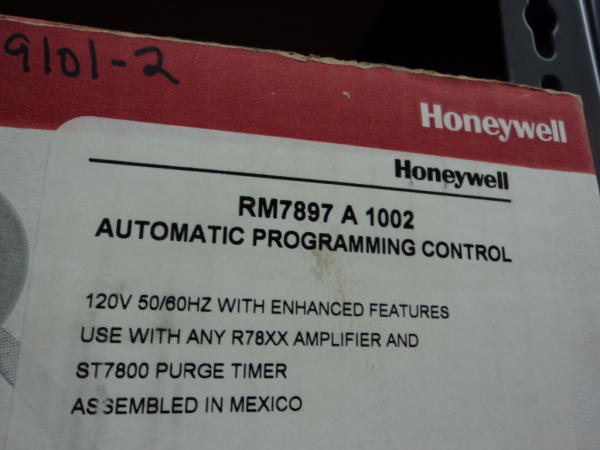 9101-2
Honeywell
Honeywell
RM7897 A 1002
AUTOMATIC PROGRAMMING CONTROL
120V 50/60HZ WITH ENHANCED FEATURES
USE WITH ANY R78XX AMPLIFIER AND
ST7800 PURGE TIMER
ASSEMBLED IN MEXICO